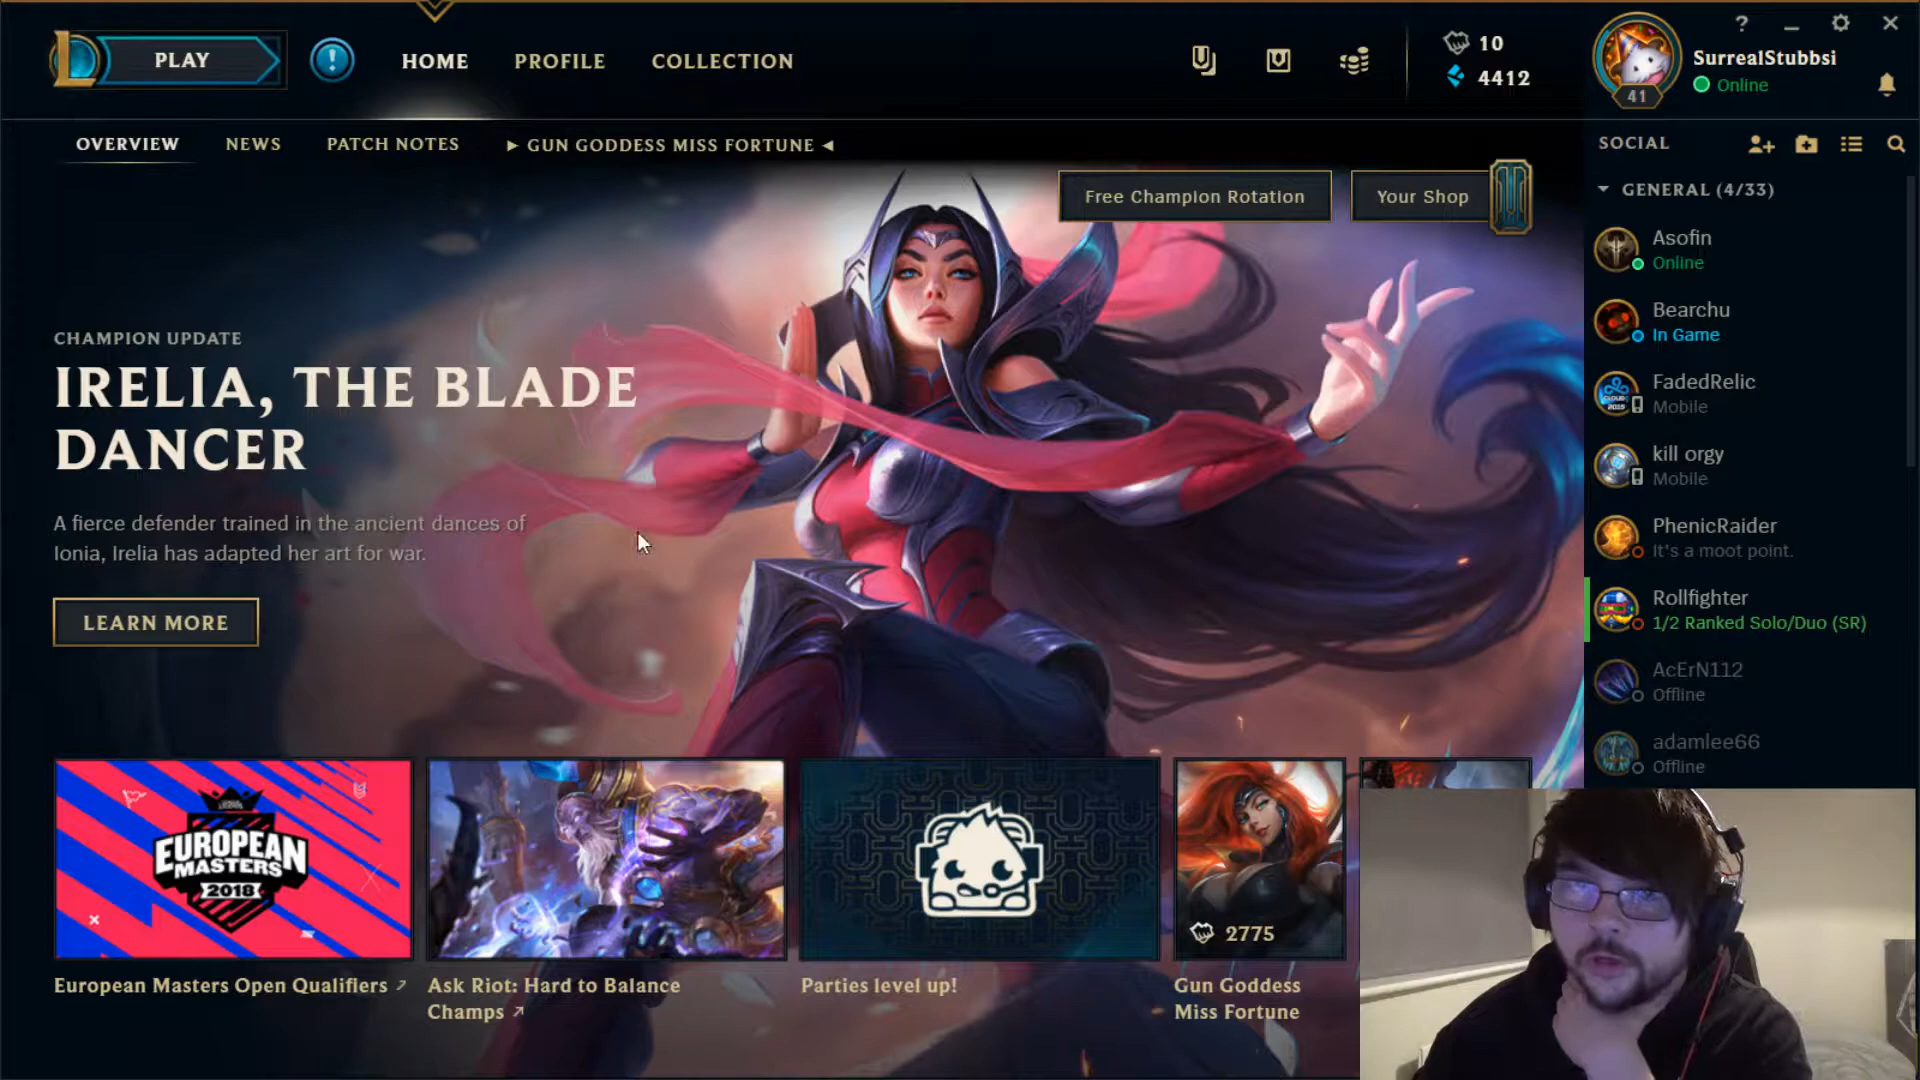 PLAY
HOME
PROFILE
COLLECTION
10
4412
?
SurrealStubbsi
Online
41
OVERVIEW
NEWS
PATCH NOTES
▶ GUN GODDESS MISS FORTUNE ◀
Free Champion Rotation
Your Shop
SOCIAL
GENERAL (4/33)
Asofin
Online
Bearchu
In Game
FadedRelic
Mobile
kill orgy
Mobile
PhenicRaider
It's a moot point.
Rollfighter
1/2 Ranked Solo/Duo (SR)
AcErN112
Offline
adamlee66
Offline
CHAMPION UPDATE
IRELIA, THE BLADE
DANCER
A fierce defender trained in the ancient dances of
Ionia, Irelia has adapted her art for war.
LEARN MORE
EUROPEAN
MASTERS
2018
2775
European Masters Open Qualifiers
Ask Riot: Hard to Balance
Champs
Parties level up!
Gun Goddess
Miss Fortune